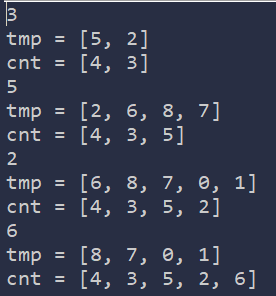 3
tmp = [5, 2]
cnt = [4, 3]
5
tmp = [2, 6, 8, 7]
cnt = [4, 3, 5]
2
tmp = [6, 8, 7, 0, 1]
cnt = [4, 3, 5, 2]
6
tmp = [8, 7, 0, 1]
cnt = [4, 3, 5, 2, 6]